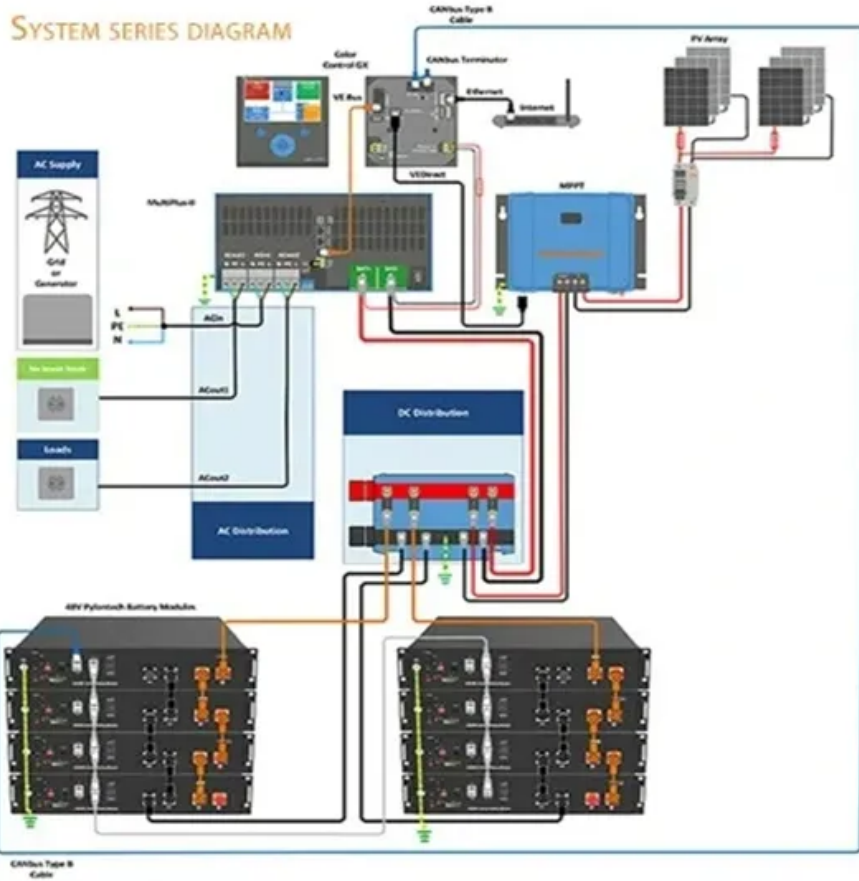 SYSTEM SERIES DIAGRAM
CANbus Type B
Cable
Color
Control GX
CANbus Terminator
PV Array
VE Bus
Ethernet
Internet
AC Supply
VEDirect
MPPT
MultiPlus-II
Grid
or
Generator
L
PE
N
ACin
ACout1
DC Distribution
Loads
ACout2
AC Distribution
48V Pylontech Battery Modules
CANbus Type B
Cable